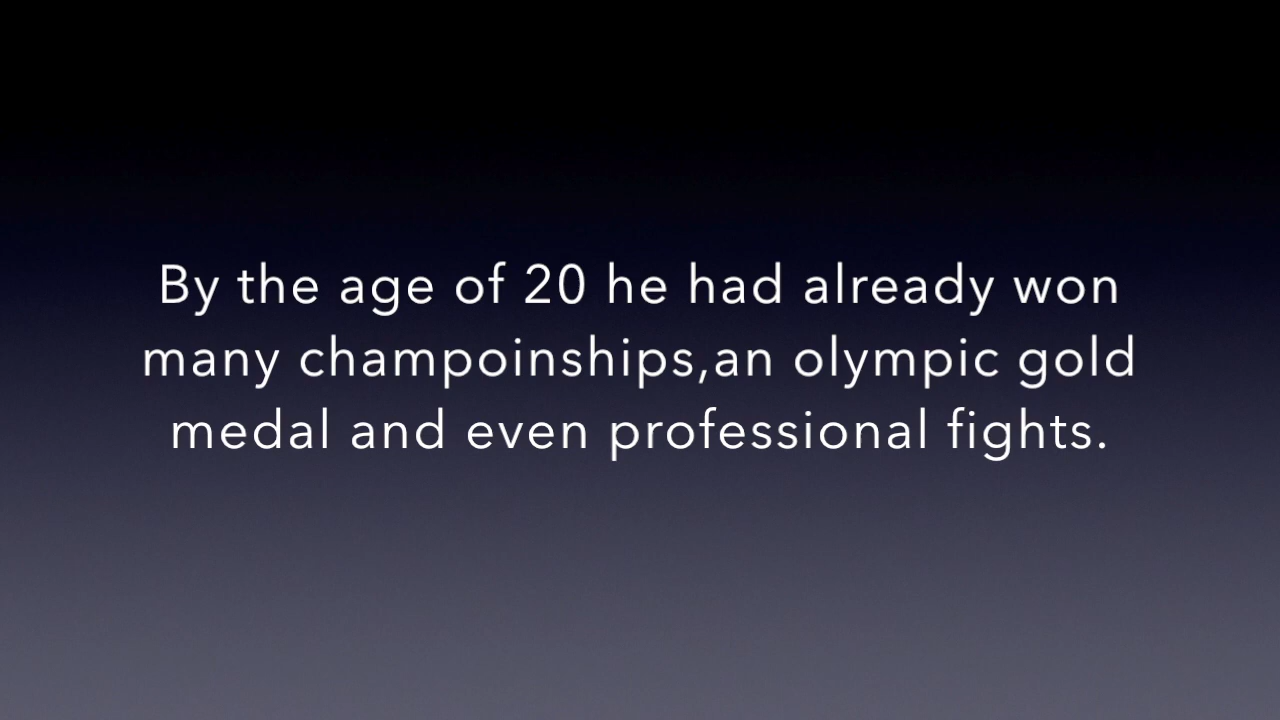 By the age of 20 he had already won
many champoinships,an olympic gold
medal and even professional fights.